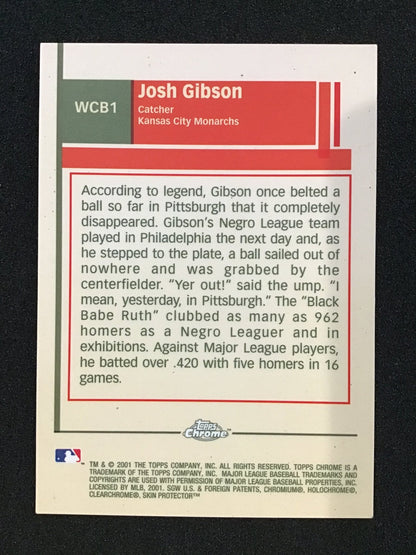 WCB1
Josh Gibson
Catcher
Kansas City Monarchs
According to legend, Gibson once belted a
ball so far in Pittsburgh that it completely
disappeared. Gibson's Negro League team
played in Philadelphia the next day and, as
he stepped to the plate, a ball sailed out of
nowhere and was grabbed by the
centerfielder. "Yer out!" said the ump. "I
mean, yesterday, in Pittsburgh." The "Black
Babe Ruth" clubbed as many as 962
homers as a Negro Leaguer and in
exhibitions. Against Major League players,
he batted over .420 with five homers in 16
games.
Topps
Chrome™
TM & © 2001 THE TOPPS COMPANY, INC. ALL RIGHTS RESERVED. TOPPS CHROME IS A
TRADEMARK OF THE TOPPS COMPANY, INC. MAJOR LEAGUE BASEBALL TRADEMARKS AND
COPYRIGHTS ARE USED WITH PERMISSION OF MAJOR LEAGUE BASEBALL PROPERTIES, INC.
LICENSED BY MLB, 2001. SGW U.S. & FOREIGN PATENTS, CHROMIUM®, HOLOCHROME®,
CLEARCHROME®, SKIN PROTECTOR™